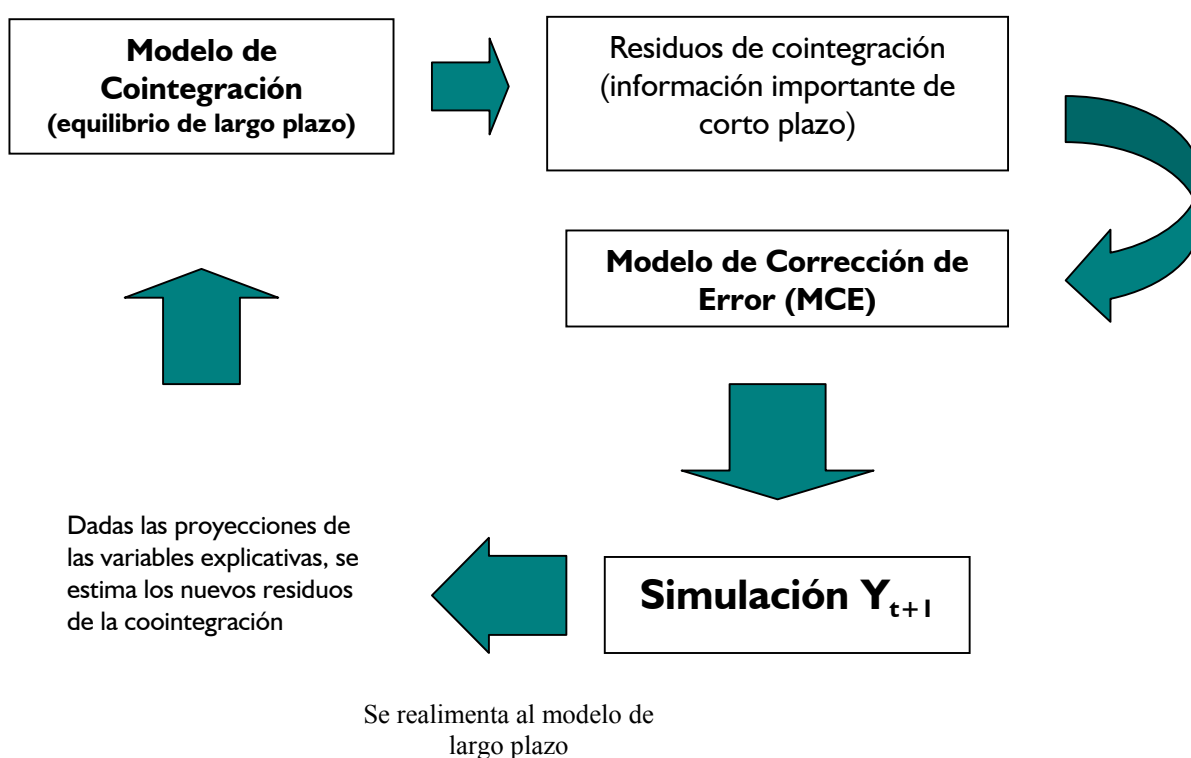 Modelo de
Cointegración
(equilibrio de largo plazo)
Residuos de cointegración
(información importante de
corto plazo)
Modelo de Corrección de
Error (MCE)
Simulación Yt+1
Dadas las proyecciones de
las variables explicativas, se
estima los nuevos residuos
de la coointegración
Se realimenta al modelo de
largo plazo